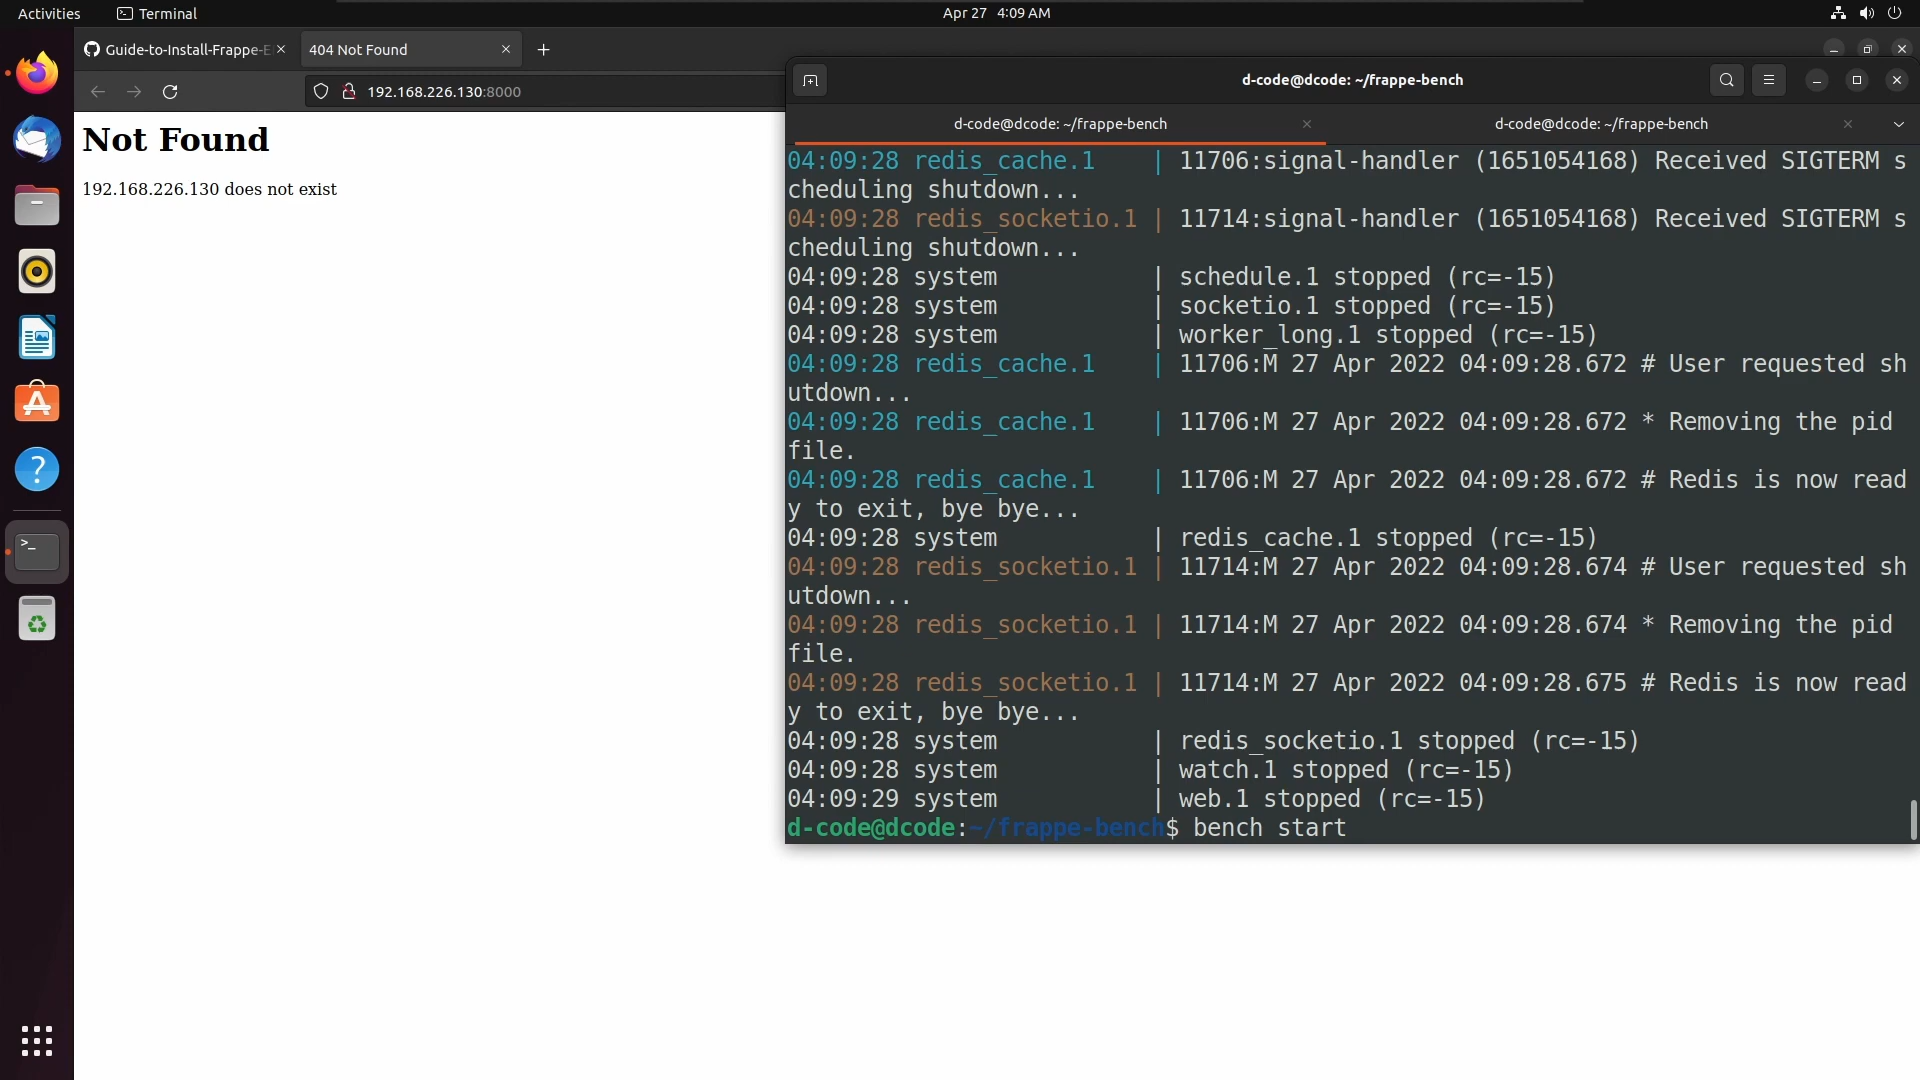 Activities
Terminal
Apr 27 4:09 AM
Guide-to-Install-Frappe-E
404 Not Found
192.168.226.130:8000
Not Found
192.168.226.130 does not exist
d-code@dcode: ~/frappe-bench
d-code@dcode: ~/frappe-bench
d-code@dcode: ~/frappe-bench
04:09:28 redis_cache.1    | 11706:signal-handler (1651054168) Received SIGTERM s
cheduling shutdown...
04:09:28 redis_socketio.1 | 11714:signal-handler (1651054168) Received SIGTERM s
cheduling shutdown...
04:09:28 system           | schedule.1 stopped (rc=-15)
04:09:28 system           | socketio.1 stopped (rc=-15)
04:09:28 system           | worker_long.1 stopped (rc=-15)
04:09:28 redis_cache.1    | 11706:M 27 Apr 2022 04:09:28.672 # User requested sh
utdown...
04:09:28 redis_cache.1    | 11706:M 27 Apr 2022 04:09:28.672 * Removing the pid
file.
04:09:28 redis_cache.1    | 11706:M 27 Apr 2022 04:09:28.672 # Redis is now read
y to exit, bye bye...
04:09:28 system           | redis_cache.1 stopped (rc=-15)
04:09:28 redis_socketio.1 | 11714:M 27 Apr 2022 04:09:28.674 # User requested sh
utdown...
04:09:28 redis_socketio.1 | 11714:M 27 Apr 2022 04:09:28.674 * Removing the pid
file.
04:09:28 redis_socketio.1 | 11714:M 27 Apr 2022 04:09:28.675 # Redis is now read
y to exit, bye bye...
04:09:28 system           | redis_socketio.1 stopped (rc=-15)
04:09:28 system           | watch.1 stopped (rc=-15)
04:09:29 system           | web.1 stopped (rc=-15)
d-code@dcode:~/frappe-bench$ bench start